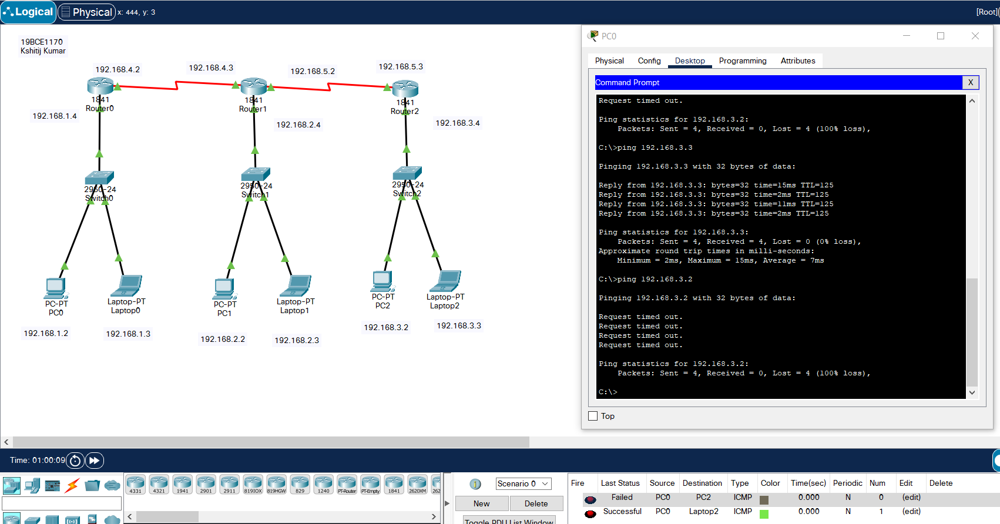 Logical
Physical
x: 444, y: 3
[Root]
19BCE1170
Kshitij Kumar
192.168.4.2
192.168.4.3
192.168.5.2
192.168.5.3
1841
Router0
1841
Router1
1841
Router2
192.168.1.4
192.168.2.4
192.168.3.4
2950-24
Switch0
2950-24
Switch1
2950-24
Switch2
PC-PT
PC0
Laptop-PT
Laptop0
PC-PT
PC1
Laptop-PT
Laptop1
PC-PT
PC2
Laptop-PT
Laptop2
192.168.1.2
192.168.1.3
192.168.2.2
192.168.2.3
192.168.3.2
192.168.3.3
PC0
Physical Config Desktop Programming Attributes
Command Prompt
X
Request timed out.
Ping statistics for 192.168.3.2:
Packets: Sent = 4, Received = 0, Lost = 4 (100% loss),
C:\>ping 192.168.3.3
Pinging 192.168.3.3 with 32 bytes of data:
Reply from 192.168.3.3: bytes=32 time=15ms TTL=125
Reply from 192.168.3.3: bytes=32 time=2ms TTL=125
Reply from 192.168.3.3: bytes=32 time=11ms TTL=125
Reply from 192.168.3.3: bytes=32 time=2ms TTL=125
Ping statistics for 192.168.3.3:
Packets: Sent = 4, Received = 4, Lost = 0 (0% loss),
Approximate round trip times in milli-seconds:
Minimum = 2ms, Maximum = 15ms, Average = 7ms
C:\>ping 192.168.3.2
Pinging 192.168.3.2 with 32 bytes of data:
Request timed out.
Request timed out.
Request timed out.
Request timed out.
Ping statistics for 192.168.3.2:
Packets: Sent = 4, Received = 0, Lost = 4 (100% loss),
C:\>
Top
Time: 01:00:09
4331 4321 1941 2901 2911 819IOX 819HGW 829 1240 PT-Router PT-Empty 1841 2620XM 262
Scenario 0
New Delete
Toggle PDU List Window
Fire Last Status Source Destination Type Color Time(sec) Periodic Num Edit Delete
Failed PC0 PC2 ICMP 0.000 N 0 (edit)
Successful PC0 Laptop2 ICMP 0.000 N 1 (edit)